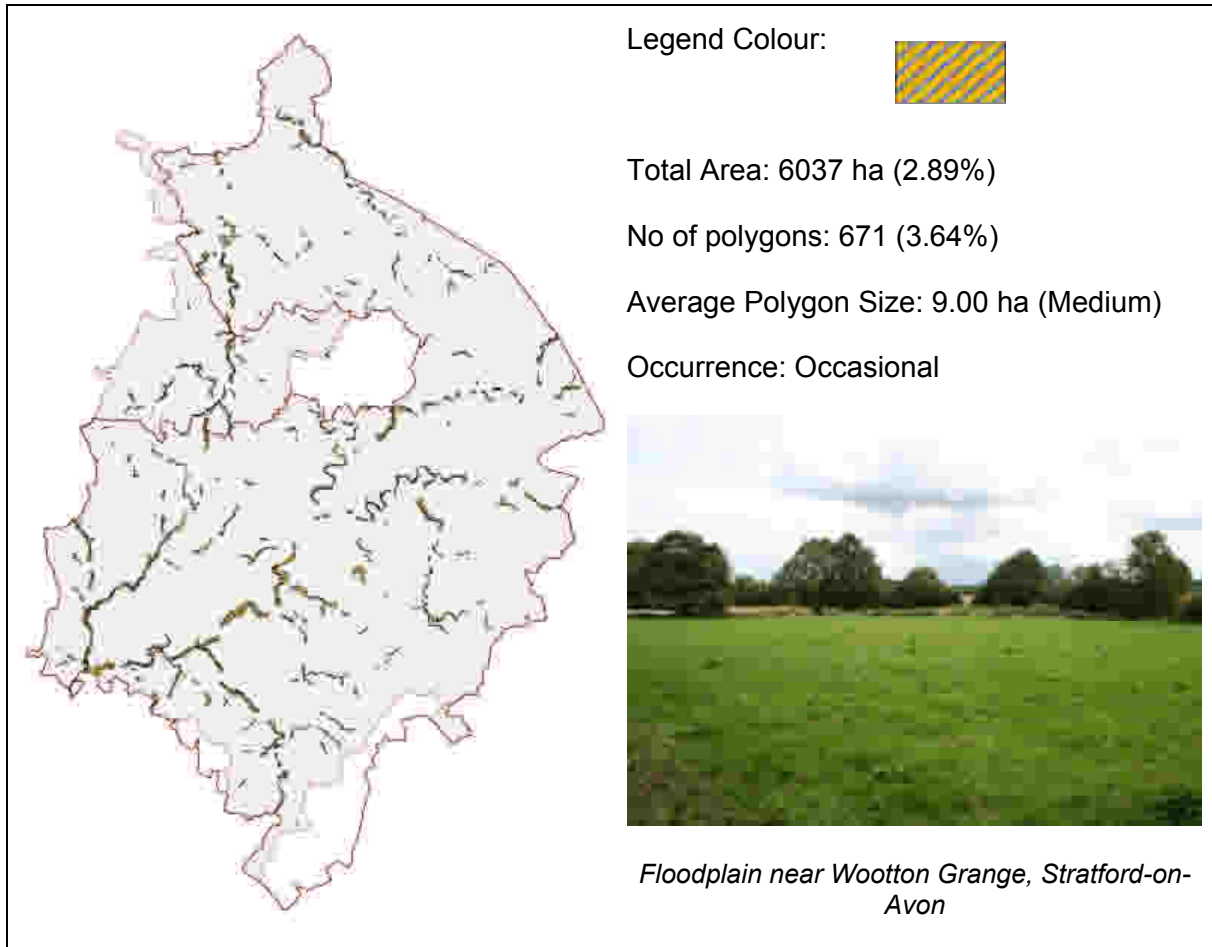 Legend Colour:
Total Area: 6037 ha (2.89%)
No of polygons: 671 (3.64%)
Average Polygon Size: 9.00 ha (Medium)
Occurrence: Occasional
Floodplain near Wootton Grange, Stratford-on-
Avon